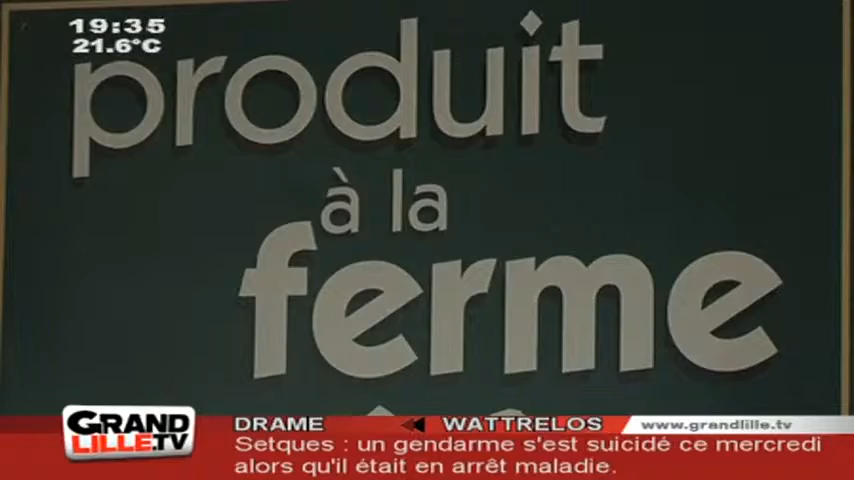 19:35
21.6°C
produit
à la
ferme
GRAND
LILLE.TV
DRAME
WATTRELOS
www.grandlille.tv
Setques : un gendarme s'est suicidé ce mercredi
alors qu'il était en arrêt maladie.